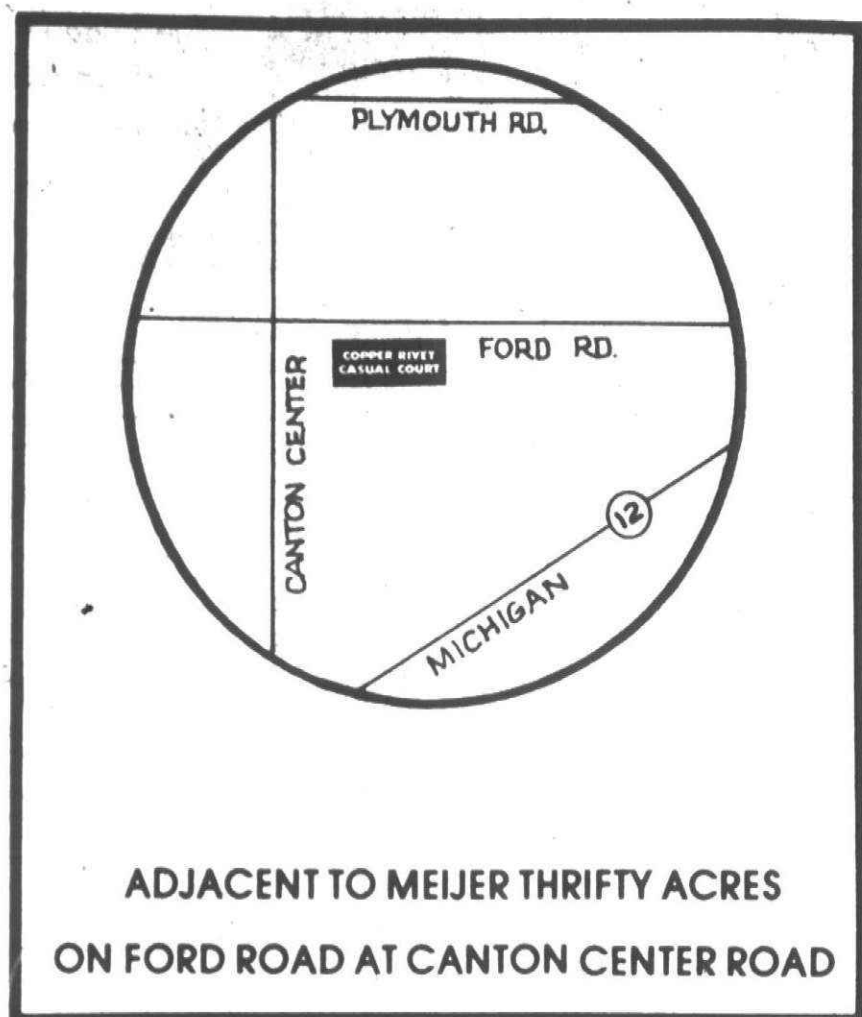 PLYMOUTH RD.
COPPER RIVET
CASUAL COURT
FORD RD.
CANTON CENTER
12
MICHIGAN
ADJACENT TO MEIJER THRIFTY ACRES
ON FORD ROAD AT CANTON CENTER ROAD